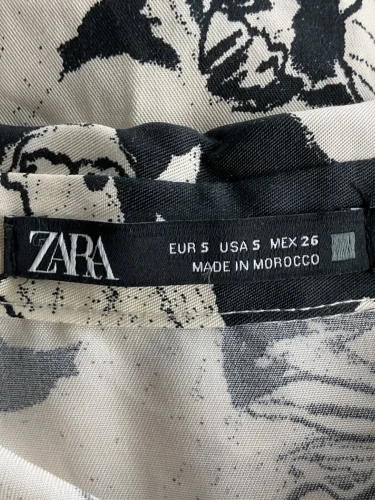 ZARA
EUR S USA S MEX 26
MADE IN MOROCCO